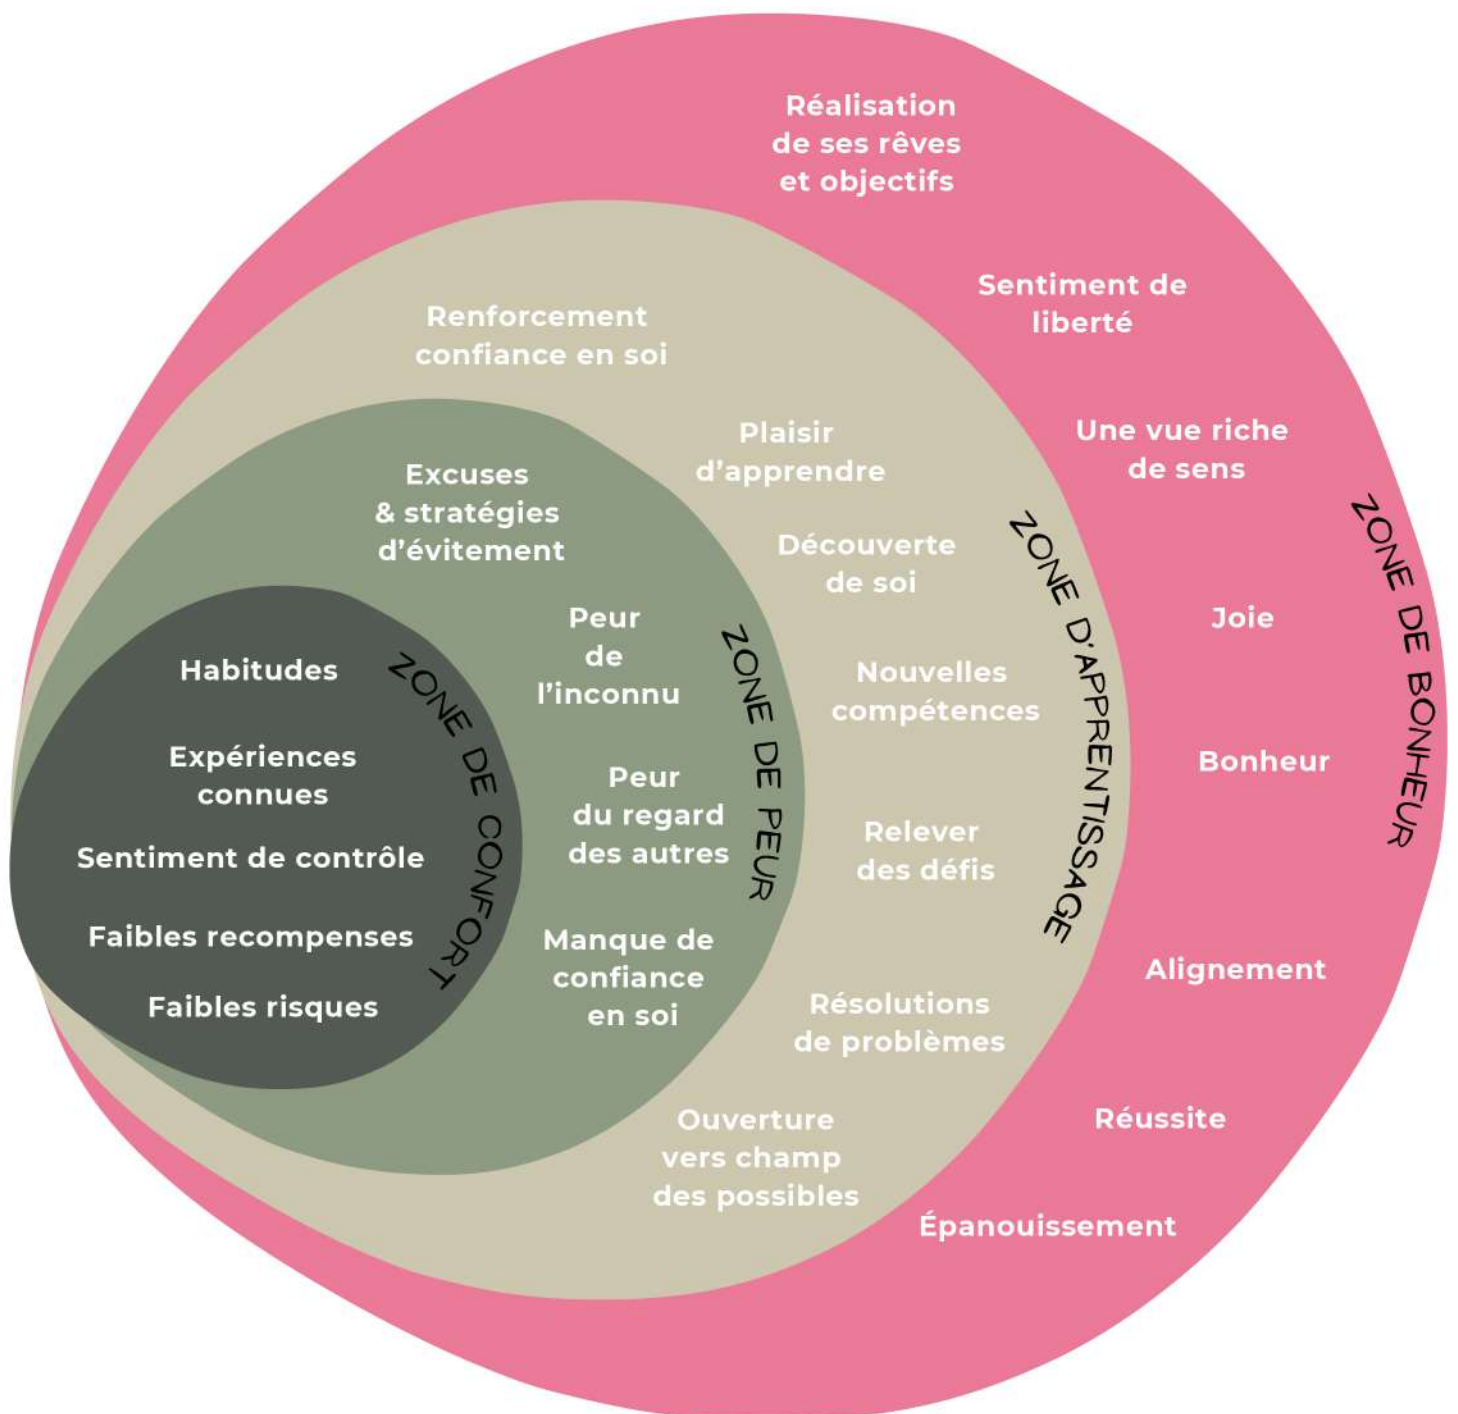 Réalisation
de ses rêves
et objectifs
Sentiment de
liberté
Une vue riche
de sens
Joie
Bonheur
Alignement
Réussite
Épanouissement
ZONE DE BONHEUR
Renforcement
confiance en soi
Plaisir
d'apprendre
Découverte
de soi
Nouvelles
compétences
Relever
des défis
Résolutions
de problèmes
Ouverture
vers champ
des possibles
ZONE D'APPRENTISSAGE
Excuses
& stratégies
d'évitement
Peur
de
l'inconnu
Peur
du regard
des autres
Manque de
confiance
en soi
ZONE DE PEUR
Habitudes
Expériences
connues
Sentiment de contrôle
Faibles recompenses
Faibles risques
ZONE DE CONFORT